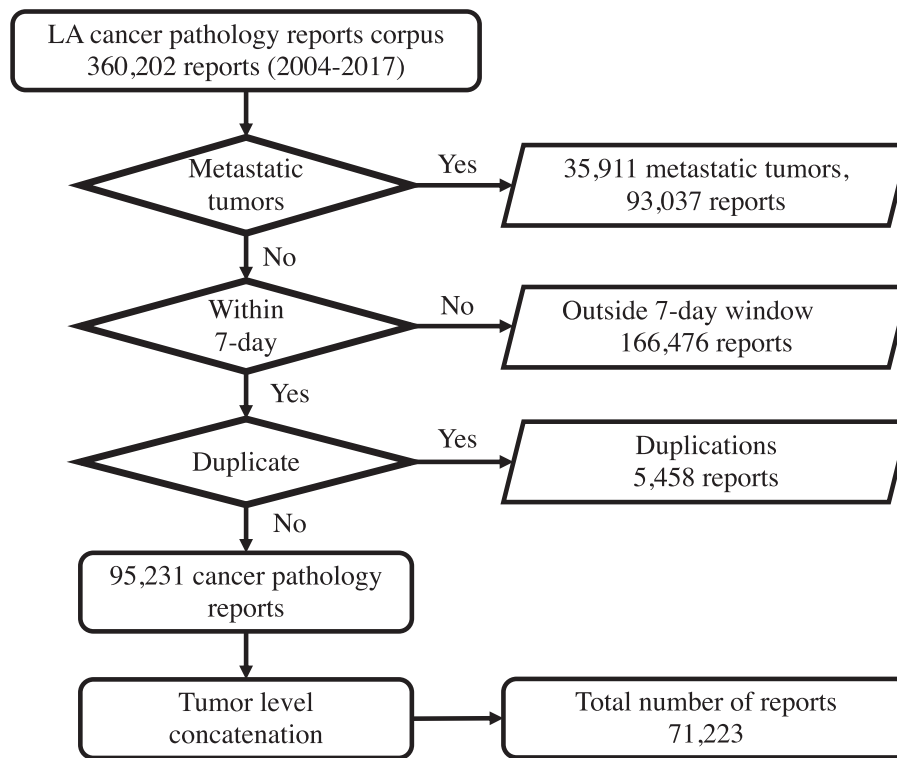 LA cancer pathology reports corpus
360,202 reports (2004-2017)
Metastatic
tumors
Yes
35,911 metastatic tumors,
93,037 reports
No
Within
7-day
No
Outside 7-day window
166,476 reports
Yes
Duplicate
Yes
Duplications
5,458 reports
No
95,231 cancer pathology
reports
Tumor level
concatenation
Total number of reports
71,223